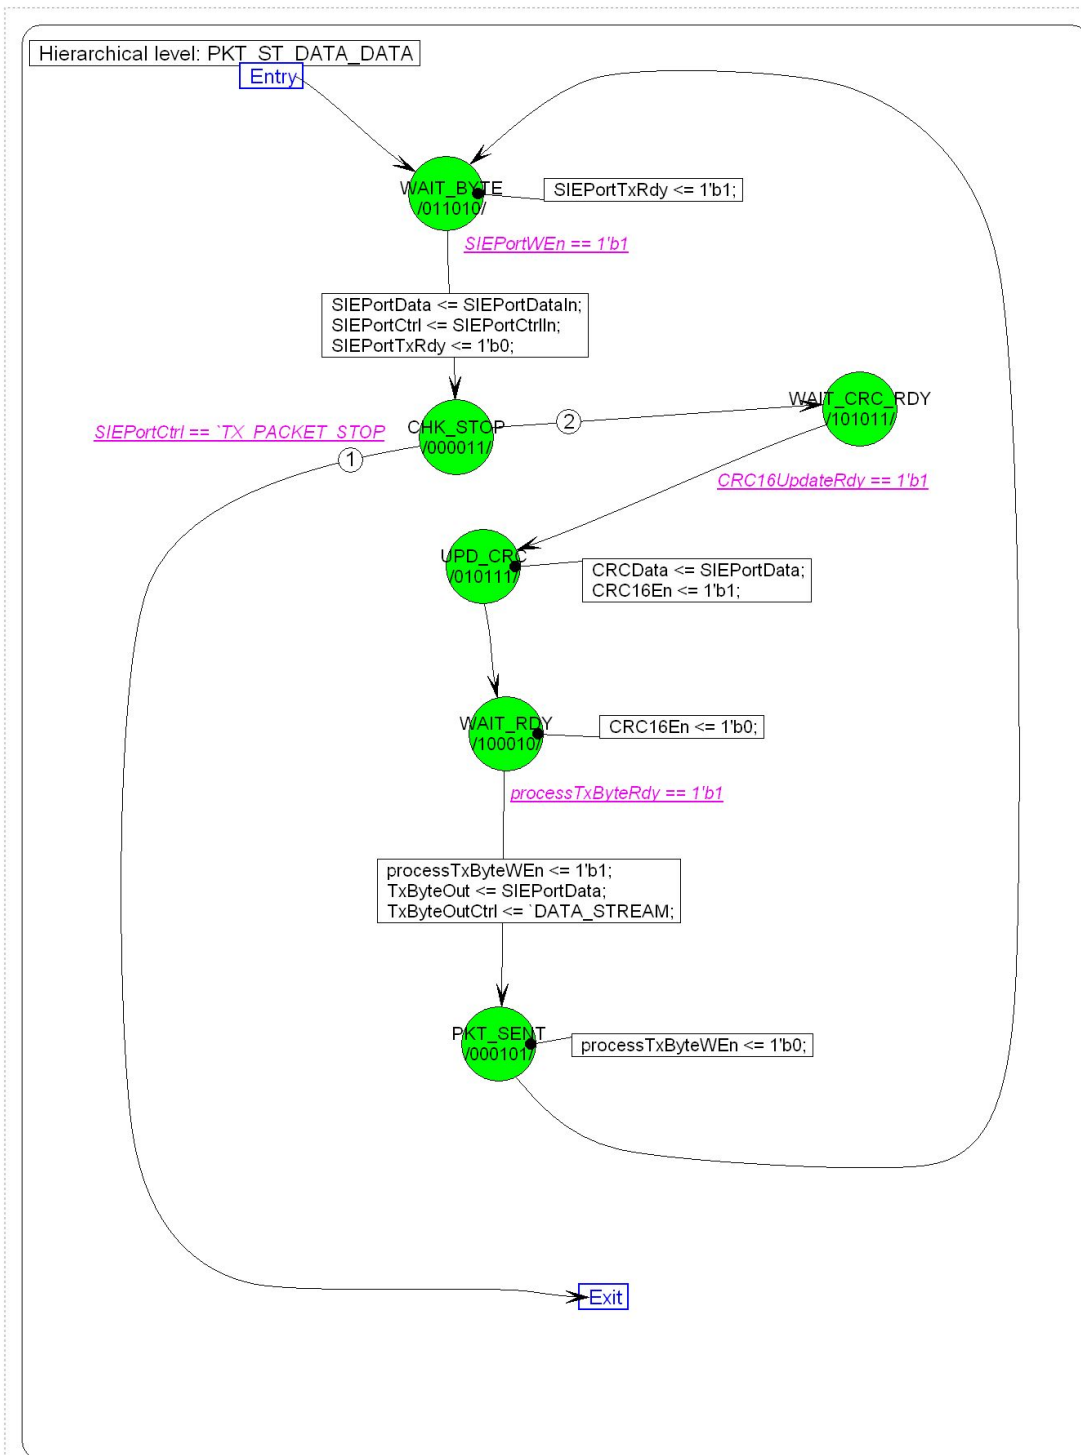 Hierarchical level: PKT_ST_DATA_DATA
Entry
WAIT_BYTE
/011010/
SIEPortTxRdy <= 1'b1;
SIEPortWEn == 1'b1
SIEPortData <= SIEPortDataIn;
SIEPortCtrl <= SIEPortCtrlIn;
SIEPortTxRdy <= 1'b0;
WAIT_CRC_RDY
/101011/
CHK_STOP
/000011/
2
SIEPortCtrl == `TX_PACKET_STOP
1
CRC16UpdateRdy == 1'b1
UPD_CRC
/010111/
CRCData <= SIEPortData;
CRC16En <= 1'b1;
WAIT_RDY
/100010/
CRC16En <= 1'b0;
processTxByteRdy == 1'b1
processTxByteWEn <= 1'b1;
TxByteOut <= SIEPortData;
TxByteOutCtrl <= `DATA_STREAM;
PKT_SENT
/000101/
processTxByteWEn <= 1'b0;
Exit